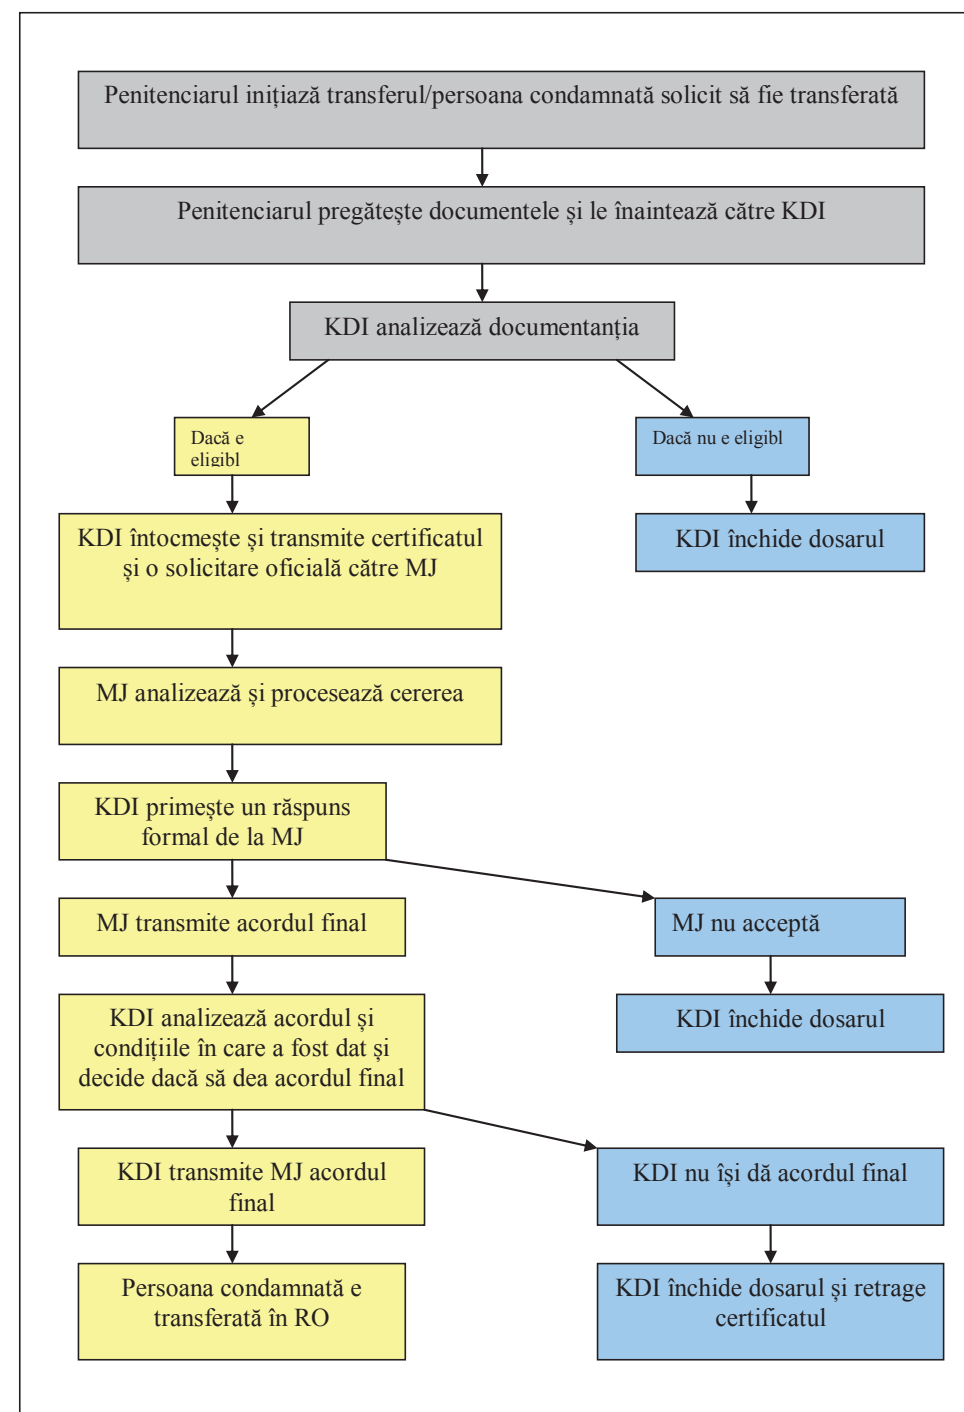 Penitenciarul inițiază transferul/persoana condamnată solicit să fie transferată
Penitenciarul pregătește documentele și le înaintează către KDI
KDI analizează documentanția
Dacă e
eligibl
Dacă nu e eligibl
KDI întocmește și transmite certificatul
și o solicitare oficială către MJ
KDI închide dosarul
MJ analizează și procesează cererea
KDI primește un răspuns
formal de la MJ
MJ transmite acordul final
MJ nu acceptă
KDI analizează acordul și
condițiile în care a fost dat și
decide dacă să dea acordul final
KDI închide dosarul
KDI transmite MJ acordul
final
KDI nu își dă acordul final
Persoana condamnată e
transferată în RO
KDI închide dosarul și retrage
certificatul